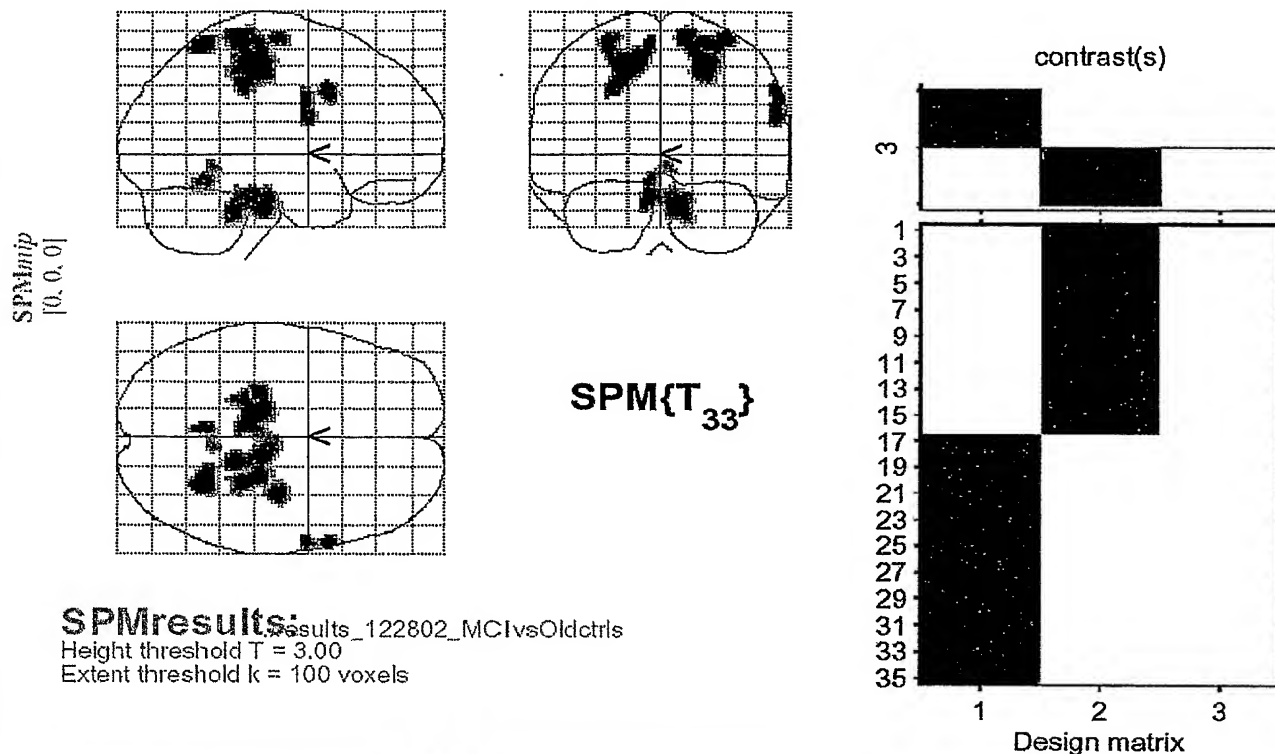 SPMmip
[0, 0, 0]
<
<
<
SPM{T33}
SPMresults: .results_122802_MCIvsOldctrls
Height threshold T = 3.00
Extent threshold k = 100 voxels
contrast(s)
3
1
3
5
7
9
11
13
15
17
19
21
23
25
27
29
31
33
35
1 2 3
Design matrix